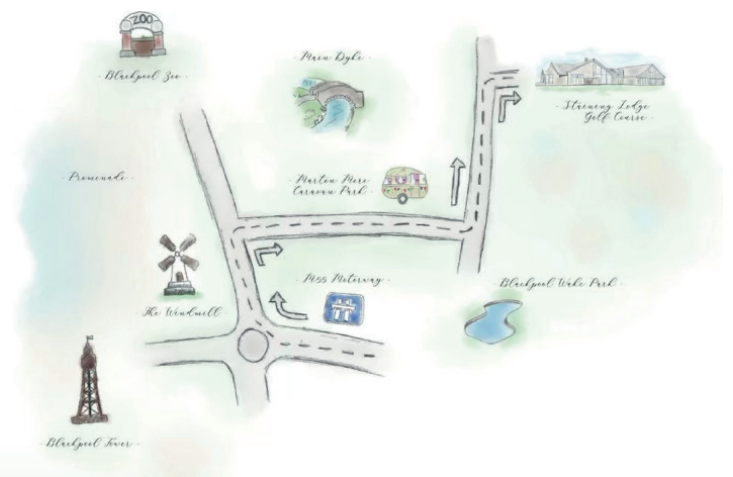 ZOO
- Blackpool Zoo -
- Main Dyke -
- Staining Lodge
Golf Course -
- Promenade -
- Marton Mere
Caravan Park -
- M55 Motorway -
- Blackpool Wake Park -
- The Windmill -
- Blackpool Tower -